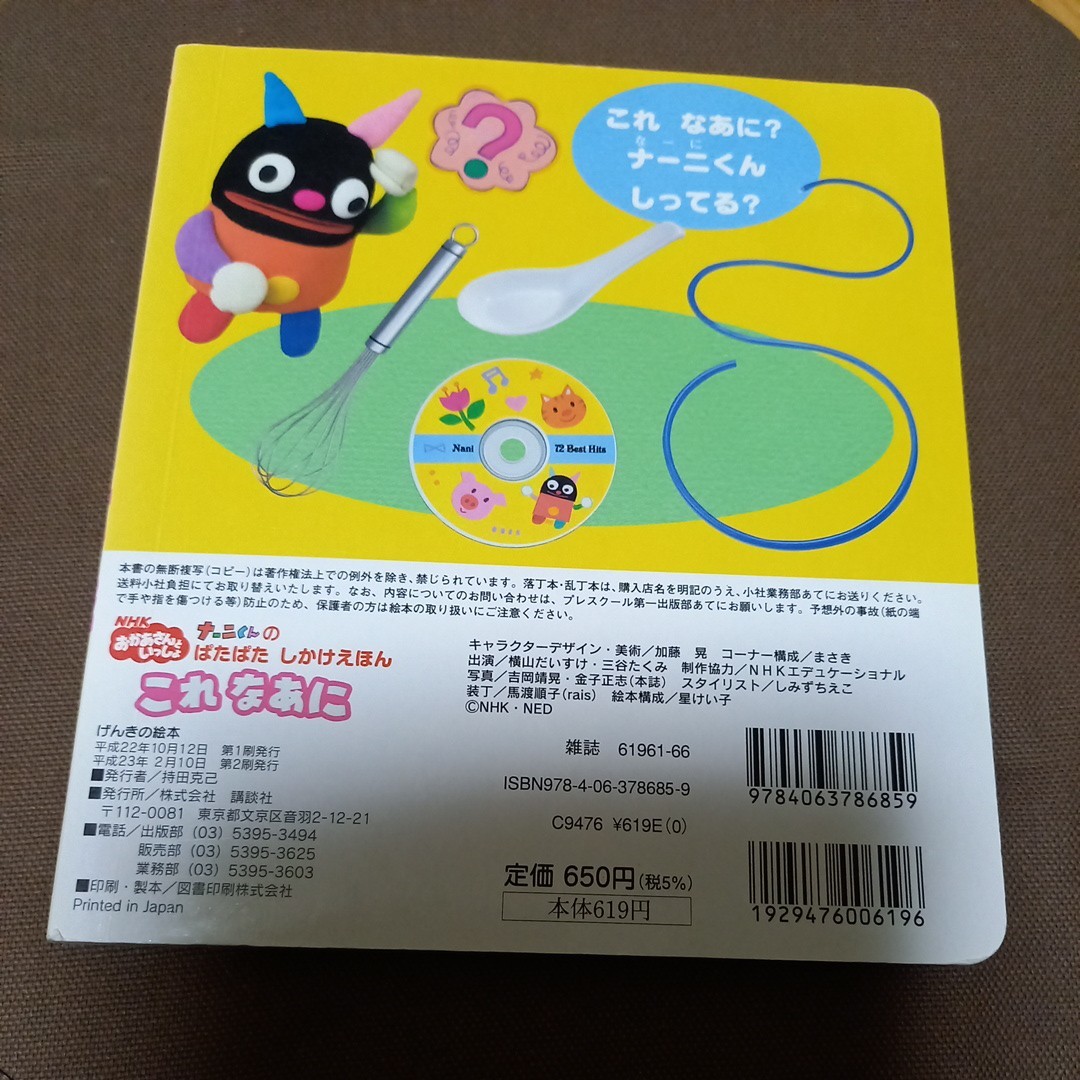 これ なあに?
なーに
ナーニくん
しってる?
Nani 12 Best Hits
本書の無断複写(コピー)は著作権法上での例外を除き、禁じられています。落丁本・乱丁本は、購入店名を明記のうえ、小社業務部あてにお送りください。
送料小社負担にてお取り替えいたします。なお、内容についてのお問い合わせは、プレスクール第一出版部あてにお願いします。予想外の事故(紙の端
で手や指を傷つける等)防止のため、保護者の方は絵本の取り扱いにご注意ください。
NHK
おかあさんと
いっしょ
ナーニくんの
ぱたぱた しかけえほん
これ なあに
げんきの絵本
平成22年10月12日 第1刷発行
平成23年 2月10日 第2刷発行
■発行者/持田克己
■発行所/株式会社 講談社
〒112-0081 東京都文京区音羽2-12-21
■電話/出版部 (03) 5395-3494
販売部 (03) 5395-3625
業務部 (03) 5395-3603
■印刷・製本/図書印刷株式会社
Printed in Japan
キャラクターデザイン・美術/加藤 晃 コーナー構成/まさき
出演/横山だいすけ・三谷たくみ 制作協力/NHKエデュケーショナル
写真/吉岡靖晃・金子正志(本誌) スタイリスト/しみずちえこ
装丁/馬渡順子(rais) 絵本構成/星けい子
©NHK・NED
雑誌 61961-66
ISBN978-4-06-378685-9
C9476 ¥619E(0)
定価 650円(税5%)
本体619円
9784063786859
1929476006196